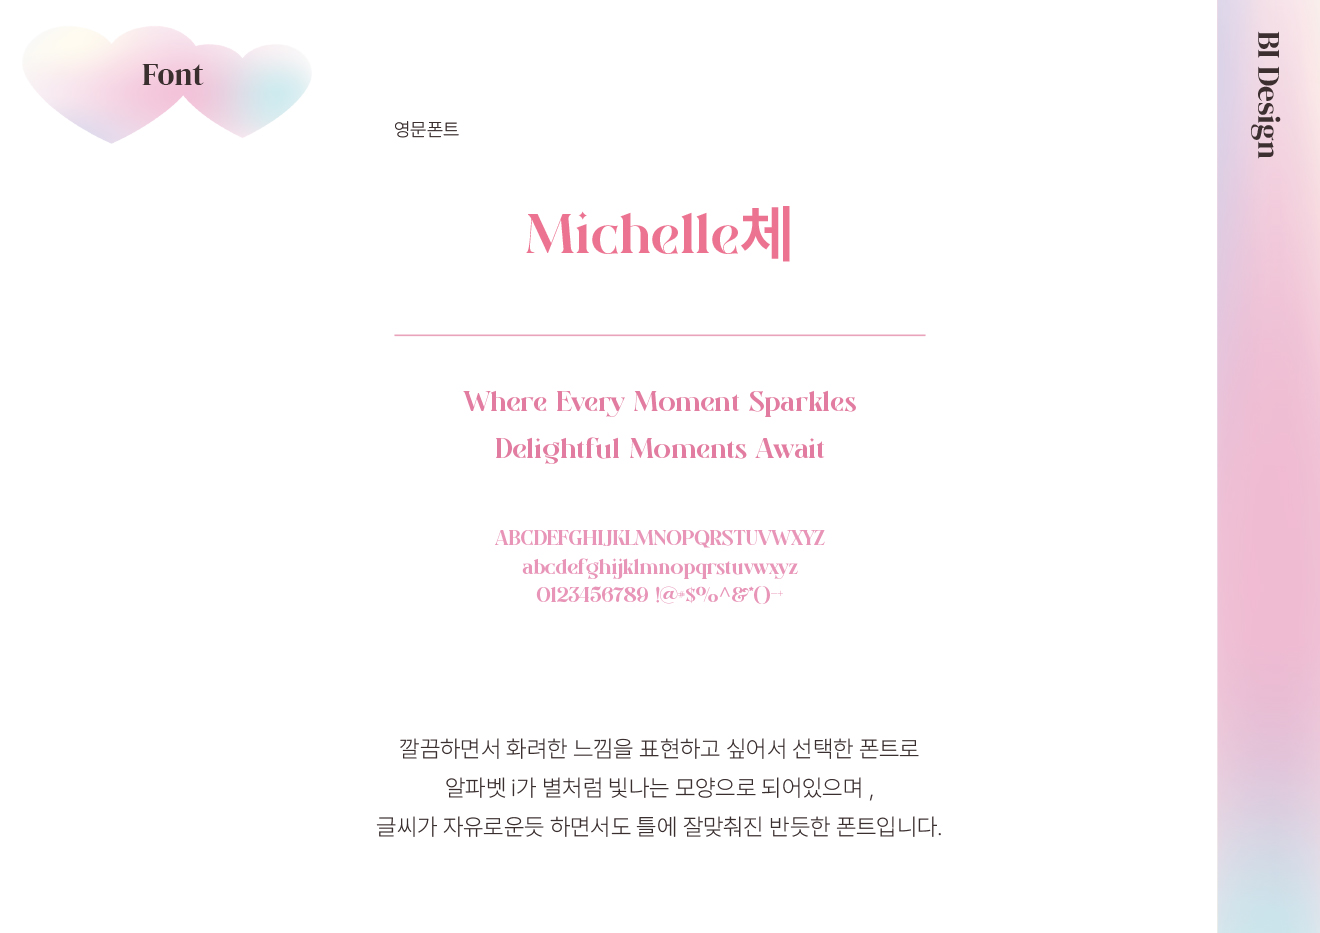 Font
BI Design
영문폰트
Michelle체
Where Every Moment Sparkles
Delightful Moments Await
ABCDEFGHIJKLMNOPQRSTUVWXYZ
abcdefghijklmnopqrstuvwxyz
0123456789 !@#$%^&*()-+
깔끔하면서 화려한 느낌을 표현하고 싶어서 선택한 폰트로
알파벳 i가 별처럼 빛나는 모양으로 되어있으며 ,
글씨가 자유로운듯 하면서도 틀에 잘맞춰진 반듯한 폰트입니다.